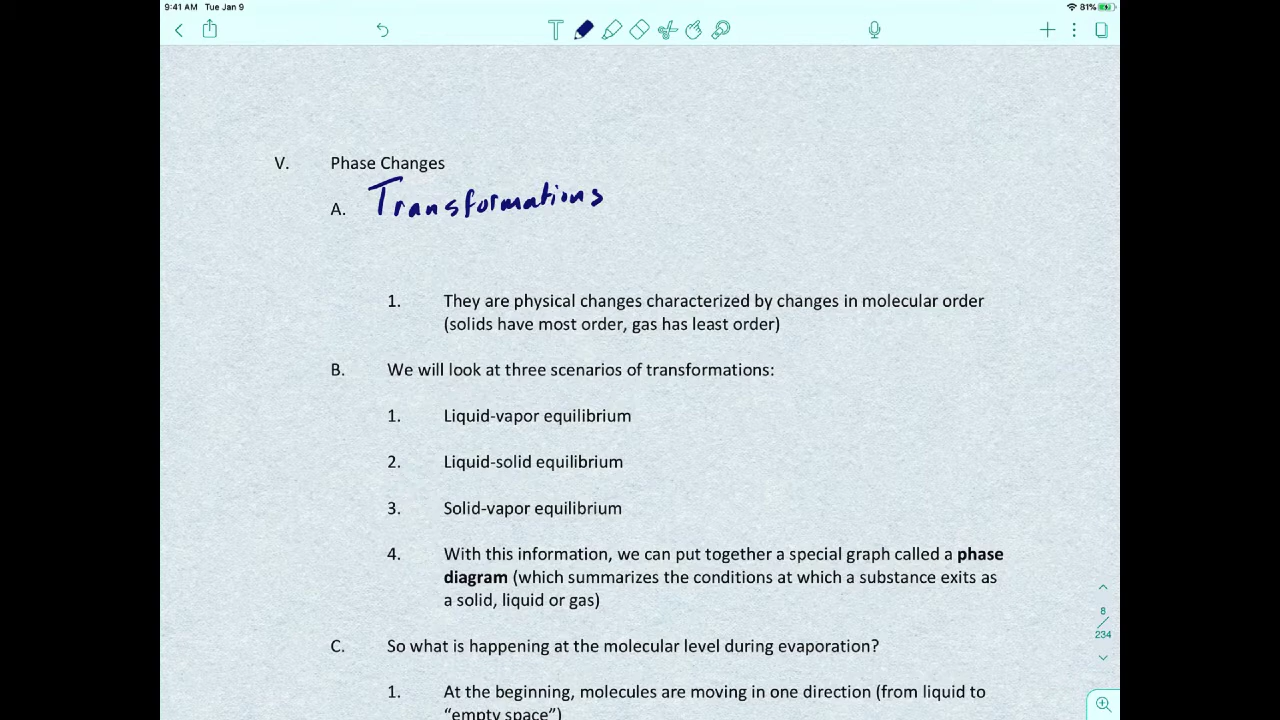 9:41 AM Tue Jan 9
81%
V. Phase Changes
A. Transformations
1. They are physical changes characterized by changes in molecular order
(solids have most order, gas has least order)
B. We will look at three scenarios of transformations:
1. Liquid-vapor equilibrium
2. Liquid-solid equilibrium
3. Solid-vapor equilibrium
4. With this information, we can put together a special graph called a phase
diagram (which summarizes the conditions at which a substance exits as
a solid, liquid or gas)
8
/
234
C. So what is happening at the molecular level during evaporation?
1. At the beginning, molecules are moving in one direction (from liquid to
"empty space")